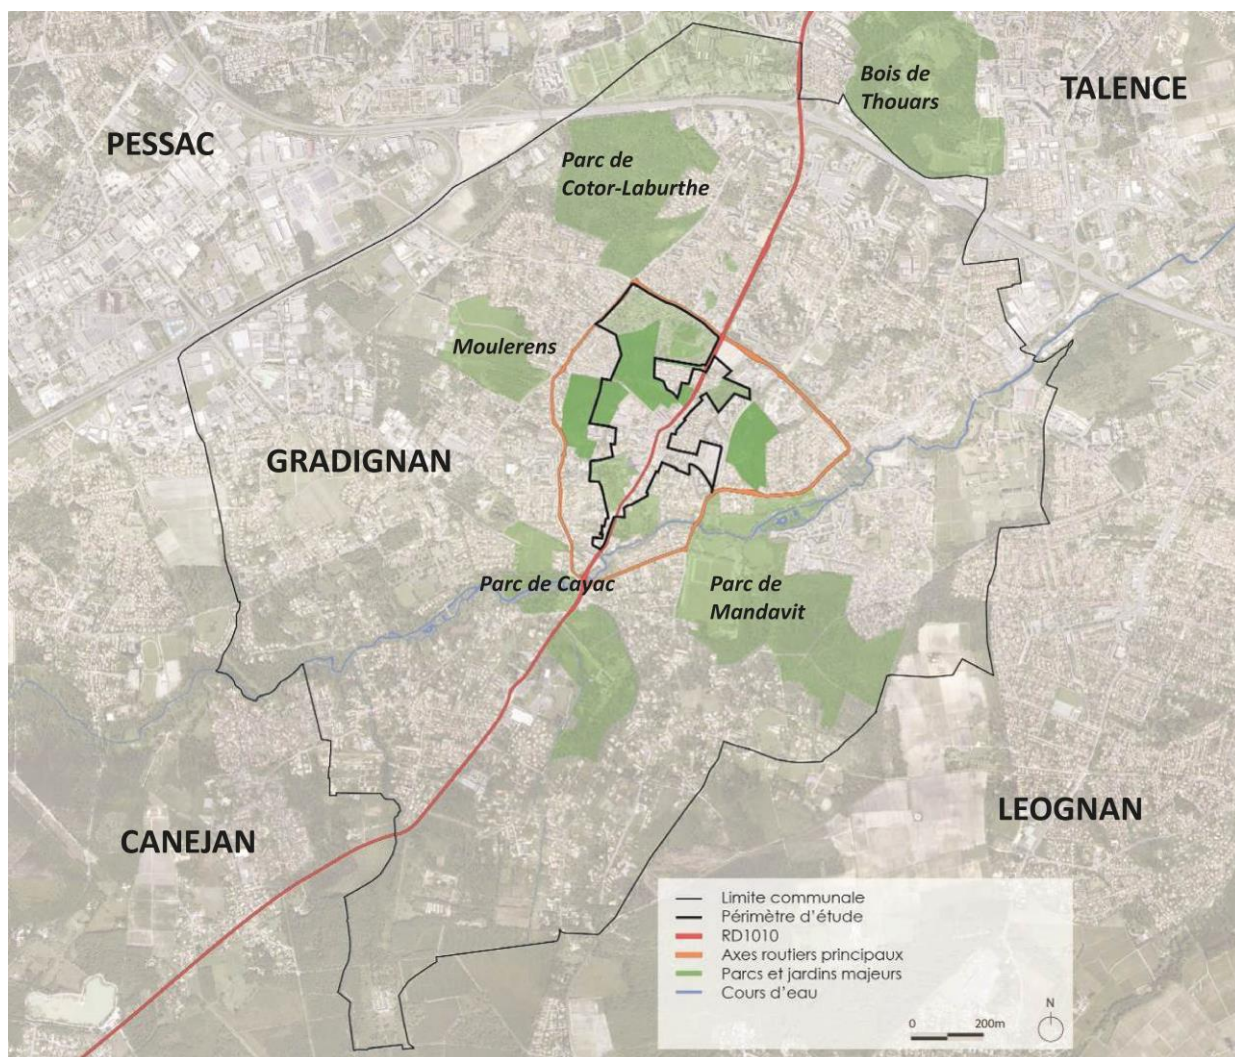 Bois de
Thouars
TALENCE
PESSAC
Parc de
Cotor-Laburthe
Moulerens
GRADIGNAN
Parc de Cayac
Parc de
Mandavit
CANEJAN
LEOGNAN
Limite communale
Périmètre d'étude
RD1010
Axes routiers principaux
Parcs et jardins majeurs
Cours d'eau
N
0 200m